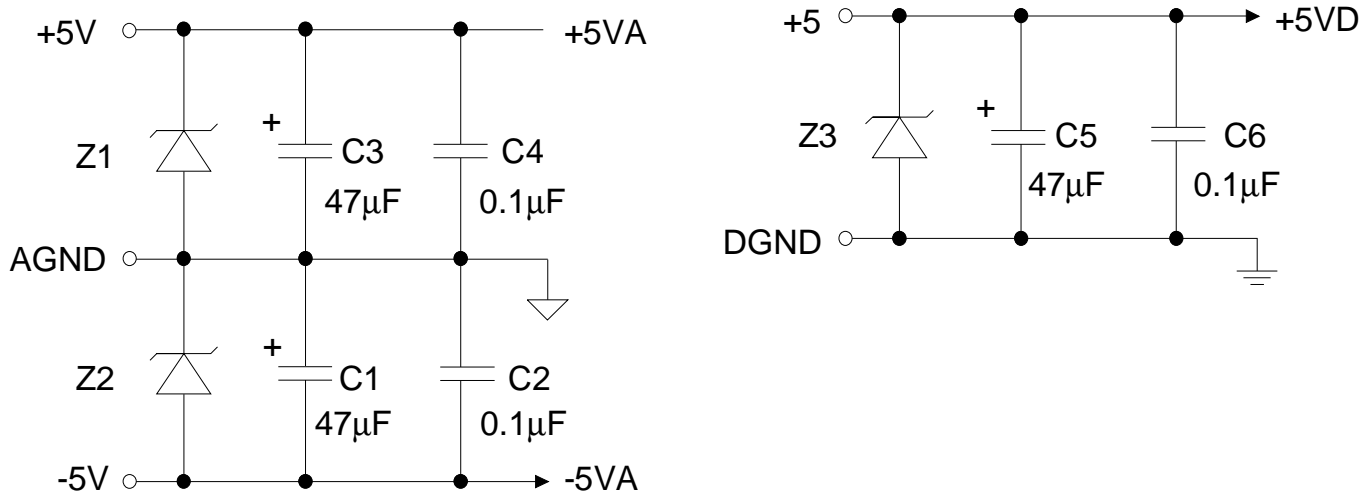 +5V
+5VA
+
Z1
C3
C4
47µF
0.1µF
AGND
+
Z2
C1
C2
47µF
0.1µF
-5V
-5VA
+5
+5VD
+
Z3
C5
C6
47µF
0.1µF
DGND